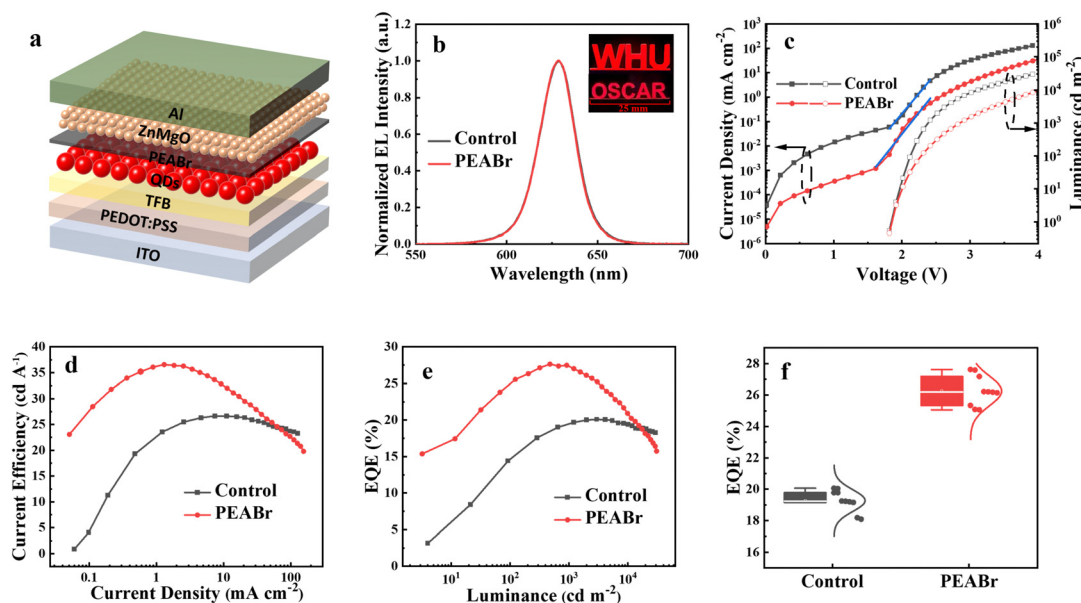 a
Al
ZnMgO
PEABr
QDs
TFB
PEDOT:PSS
ITO
b
Normalized EL Intensity (a.u.)
1.0
0.8
0.6
0.4
0.2
0.0
WHU
OSCAR
25 mm
Control
PEABr
550
600
650
700
Wavelength (nm)
c
Current Density (mA cm⁻²)
10³
10²
10¹
10⁰
10⁻¹
10⁻²
10⁻³
10⁻⁴
10⁻⁵
10⁻⁶
Control
PEABr
10⁶
10⁵
10⁴
10³
10²
10¹
10⁰
Luminance (cd m⁻²)
0
1
2
3
4
Voltage (V)
d
Current Efficiency (cd A⁻¹)
40
35
30
25
20
15
10
5
0
Control
PEABr
0.1
1
10
100
Current Density (mA cm⁻²)
e
EQE (%)
30
25
20
15
10
5
0
Control
PEABr
10¹
10²
10³
10⁴
Luminance (cd m⁻²)
f
EQE (%)
28
26
24
22
20
18
16
Control
PEABr